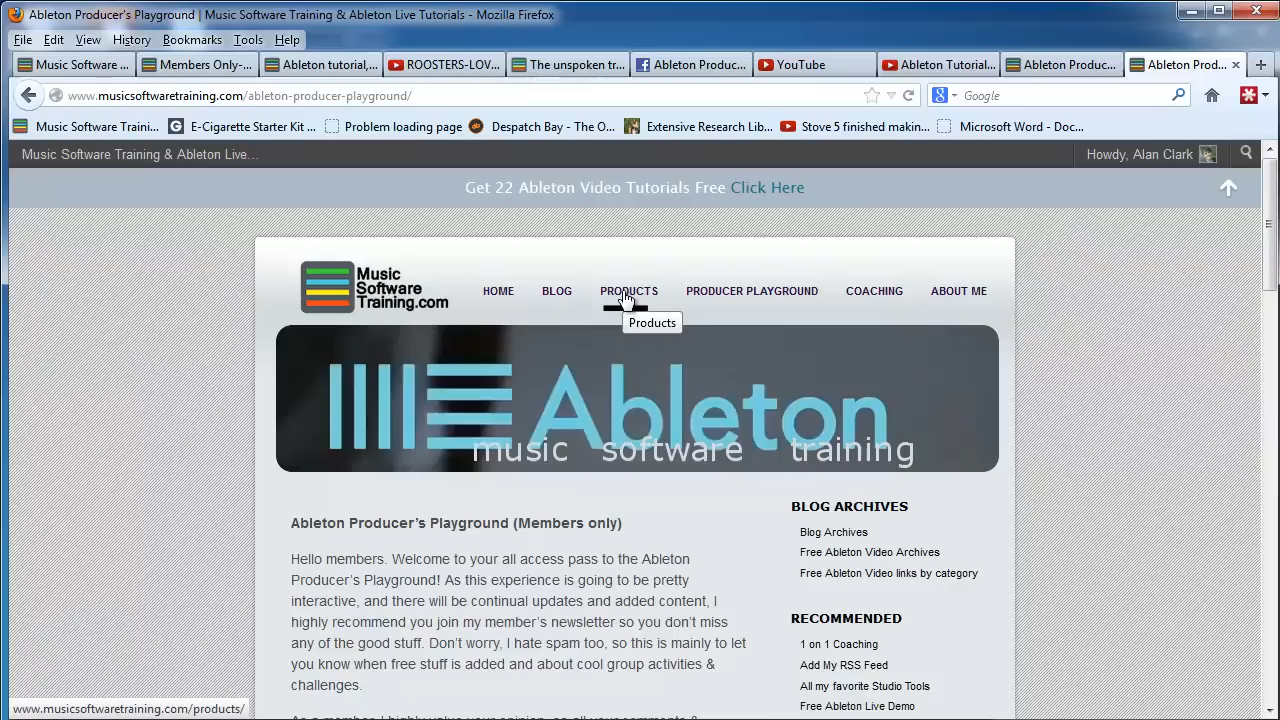 Ableton Producer's Playground | Music Software Training & Ableton Live Tutorials - Mozilla Firefox
File Edit View History Bookmarks Tools Help
Music Software ...
Members Only-...
Ableton tutorial,...
ROOSTERS-LOV...
The unspoken tr...
Ableton Produc...
YouTube
Ableton Tutorial...
Ableton Produc...
Ableton Prod...
www.musicsoftwaretraining.com/ableton-producer-playground/
Google
Music Software Traini...
E-Cigarette Starter Kit ...
Problem loading page
Despatch Bay - The O...
Extensive Research Lib...
Stove 5 finished makin...
Microsoft Word - Doc...
Music Software Training & Ableton Live...
Howdy, Alan Clark
Get 22 Ableton Video Tutorials Free Click Here
Music
Software
Training.com
HOME BLOG PRODUCTS PRODUCER PLAYGROUND COACHING ABOUT ME
Products
Ableton
music software training
Ableton Producer's Playground (Members only)
Hello members. Welcome to your all access pass to the Ableton
Producer's Playground! As this experience is going to be pretty
interactive, and there will be continual updates and added content, I
highly recommend you join my member's newsletter so you don't miss
any of the good stuff. Don't worry, I hate spam too, so this is mainly to let
you know when free stuff is added and about cool group activities &
challenges.
As a member I highly value your opinion, so all your comments &
BLOG ARCHIVES
Blog Archives
Free Ableton Video Archives
Free Ableton Video links by category
RECOMMENDED
1 on 1 Coaching
Add My RSS Feed
All my favorite Studio Tools
Free Ableton Live Demo
www.musicsoftwaretraining.com/products/